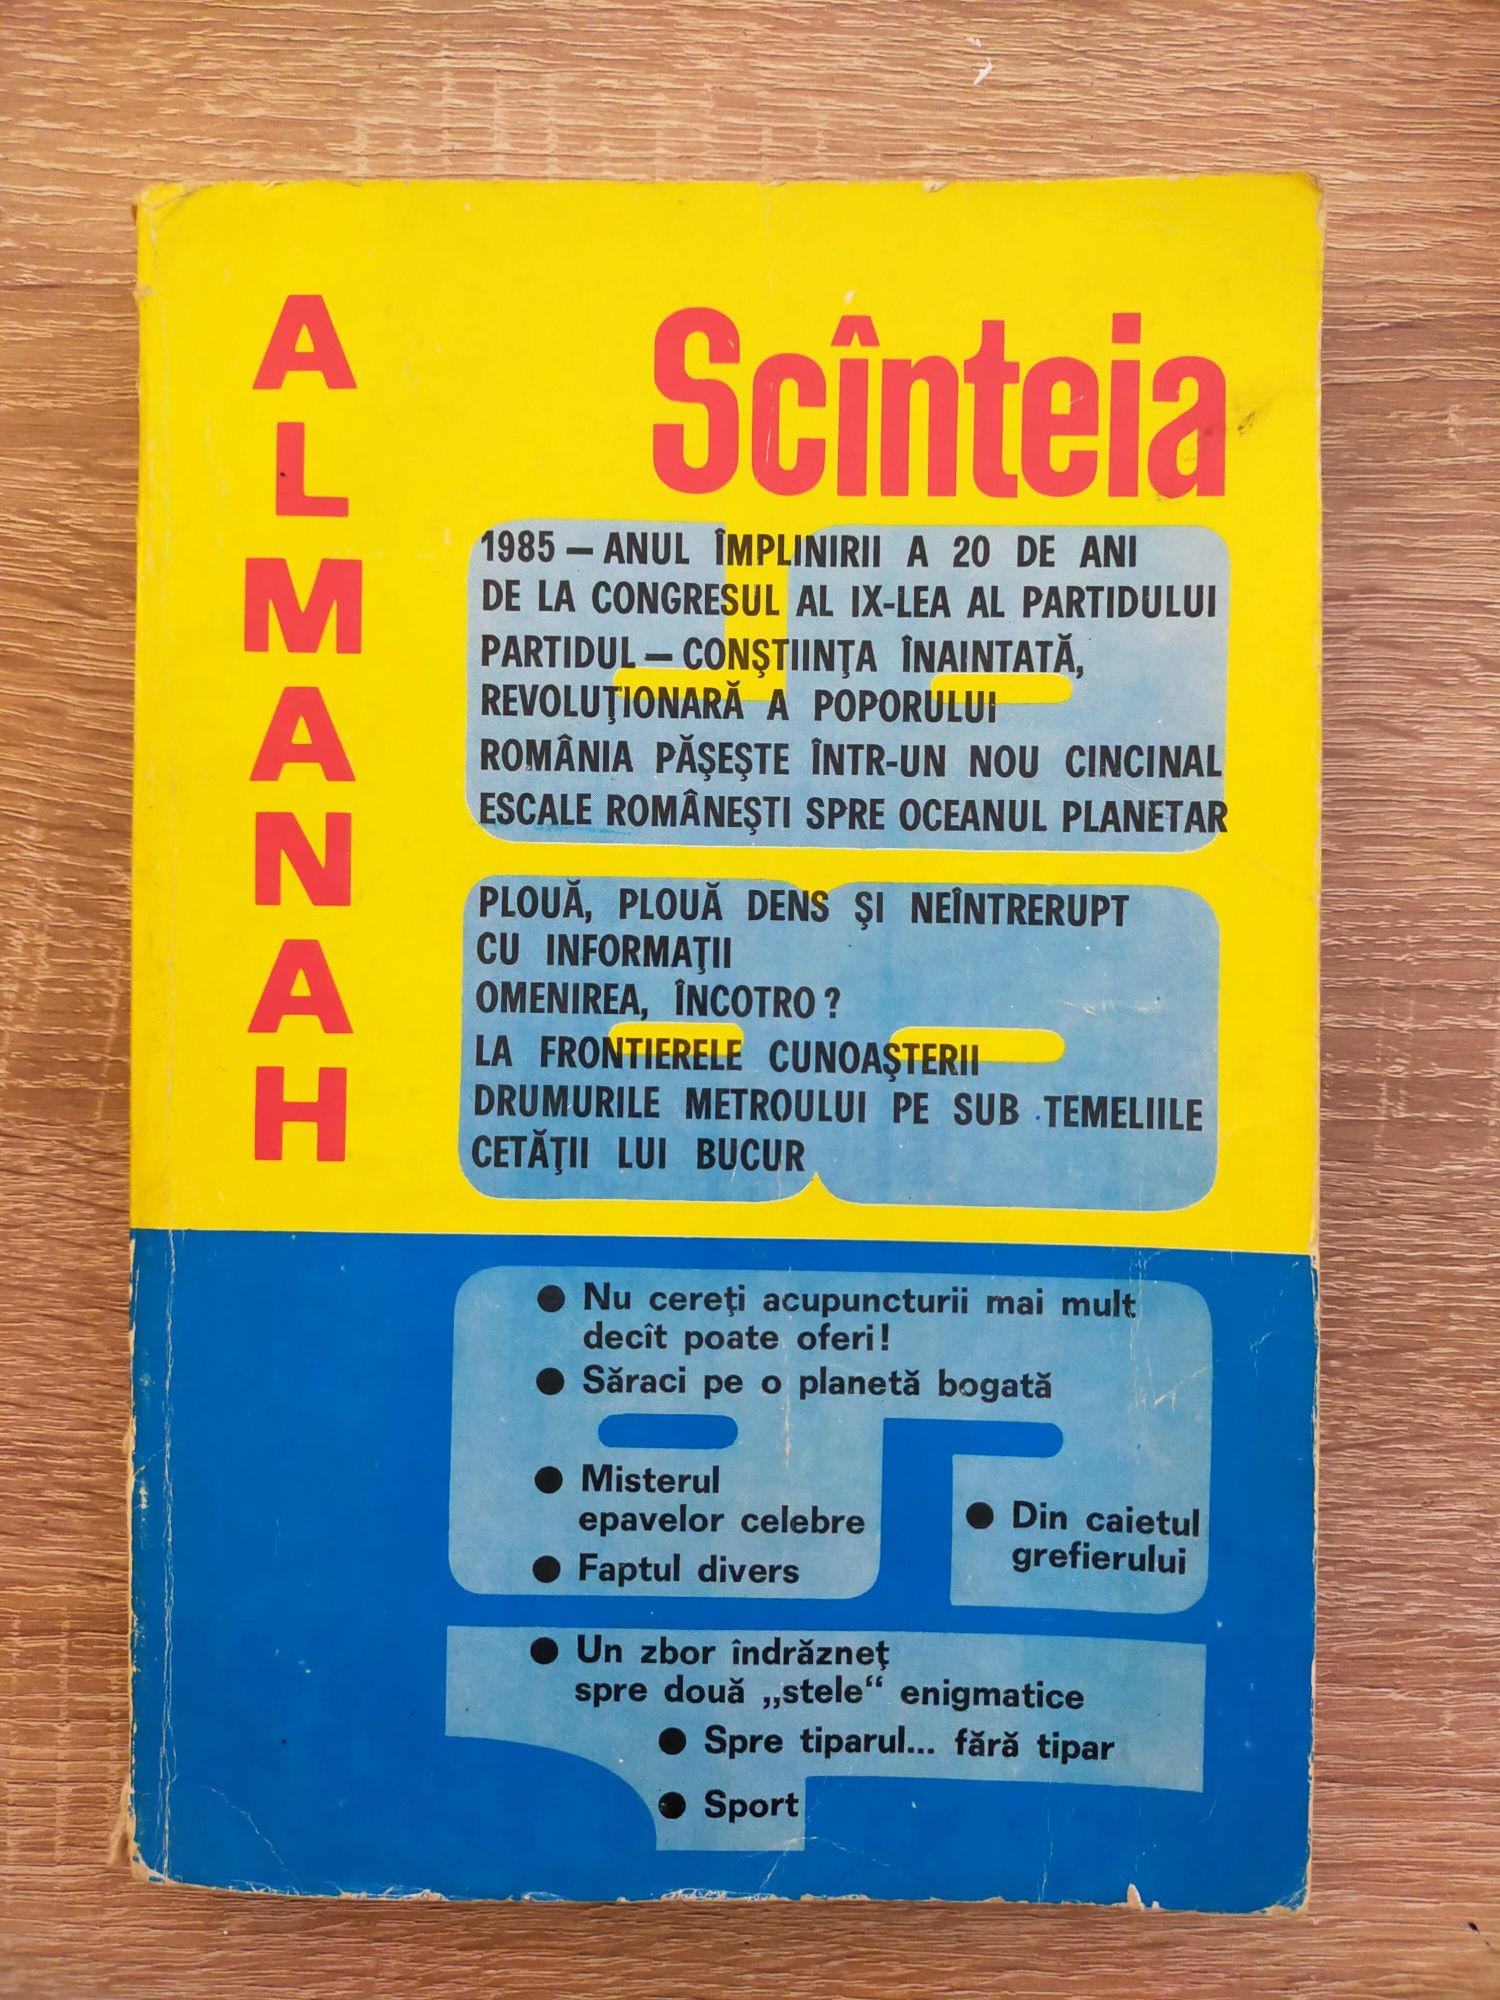 ALMANAH
Scînteia
1985 — ANUL ÎMPLINIRII A 20 DE ANI
DE LA CONGRESUL AL IX-LEA AL PARTIDULUI
PARTIDUL — CONŞTIINŢA ÎNAINTATĂ,
REVOLUŢIONARĂ A POPORULUI
ROMÂNIA PĂŞEŞTE ÎNTR-UN NOU CINCINAL
ESCALE ROMÂNEŞTI SPRE OCEANUL PLANETAR
PLOUĂ, PLOUĂ DENS ŞI NEÎNTRERUPT
CU INFORMAŢII
OMENIREA, ÎNCOTRO?
LA FRONTIERELE CUNOAŞTERII
DRUMURILE METROULUI PE SUB TEMELIILE
CETĂŢII LUI BUCUR
● Nu cereţi acupuncturii mai mult
decît poate oferi!
● Săraci pe o planetă bogată
● Misterul
epavelor celebre
● Faptul divers
● Din caietul
grefierului
● Un zbor îndrăzneţ
spre două „stele“ enigmatice
● Spre tiparul... fără tipar
● Sport